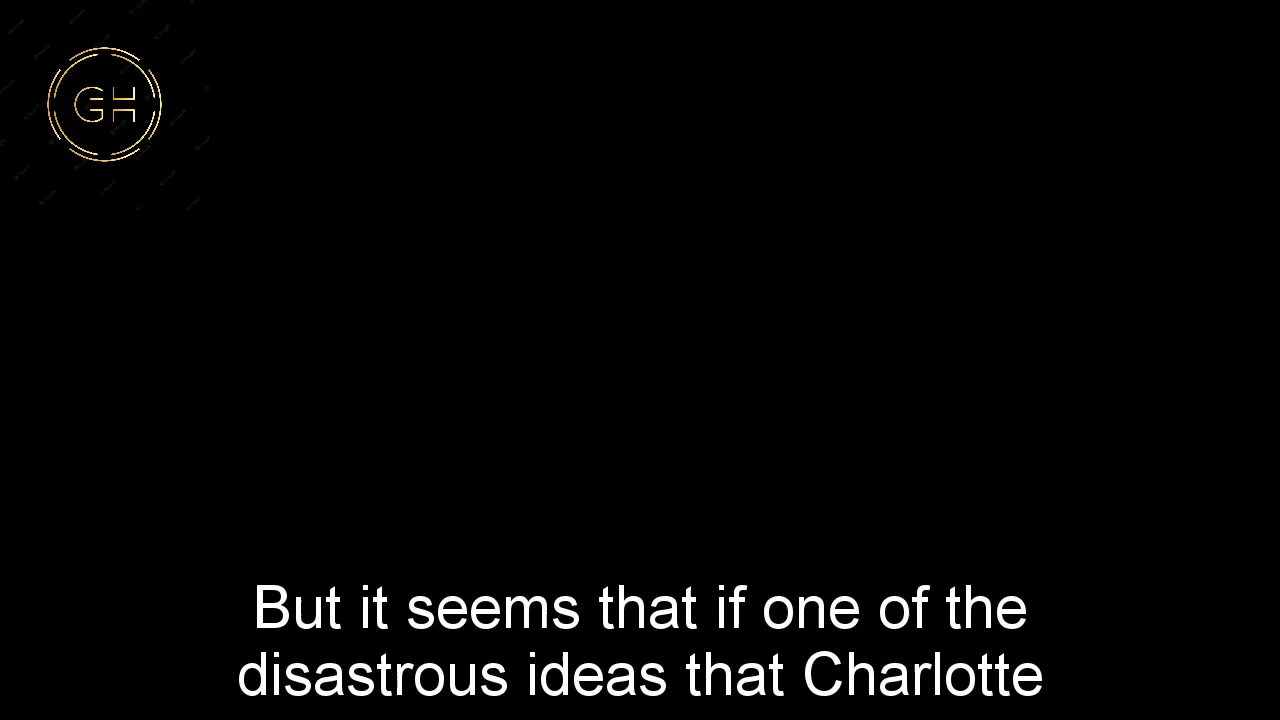 GH
But it seems that if one of the
disastrous ideas that Charlotte